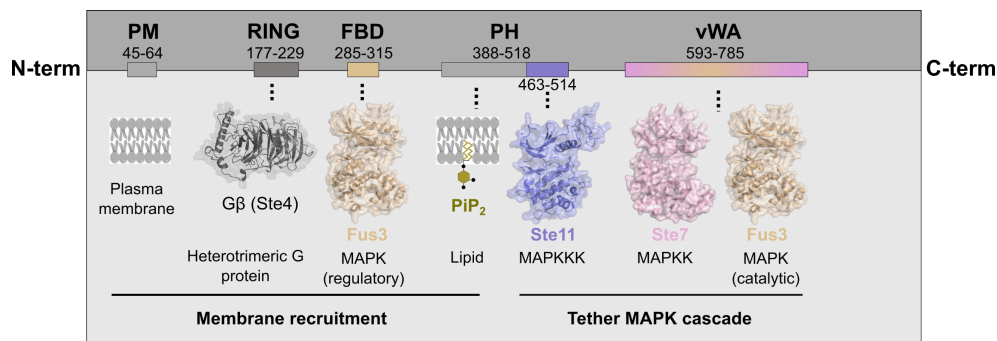 PM RING FBD PH vWA
45-64 177-229 285-315 388-518 593-785
N-term C-term
463-514
Plasma
membrane
Gβ (Ste4)
PiP2
Fus3 Ste11 Ste7 Fus3
Heterotrimeric G
protein
MAPK
(regulatory)
Lipid
MAPKKK
MAPKK
MAPK
(catalytic)
Membrane recruitment
Tether MAPK cascade